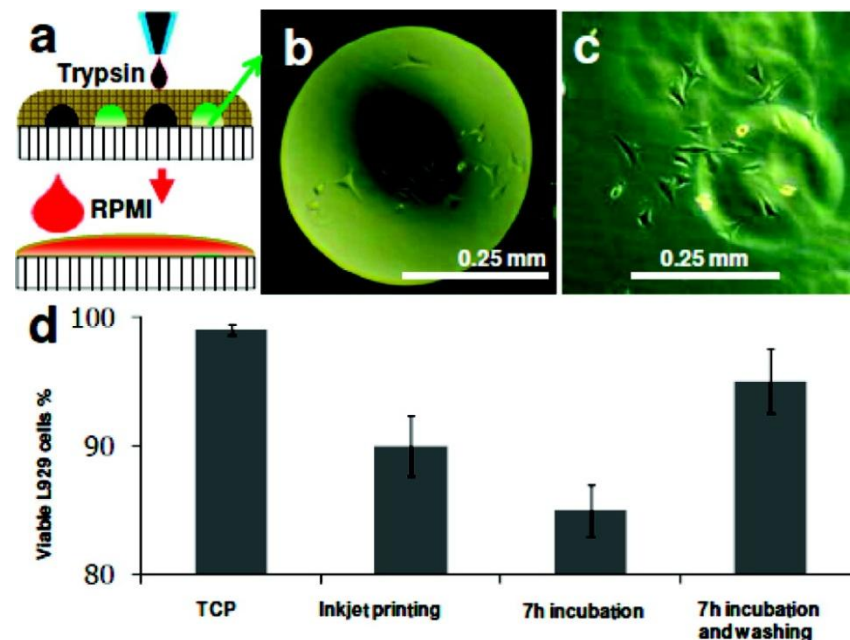 a
Trypsin
RPMI
b
0.25 mm
c
0.25 mm
d
100
90
80
Viable L929 cells %
TCP
Inkjet printing
7h incubation
7h incubation
and washing